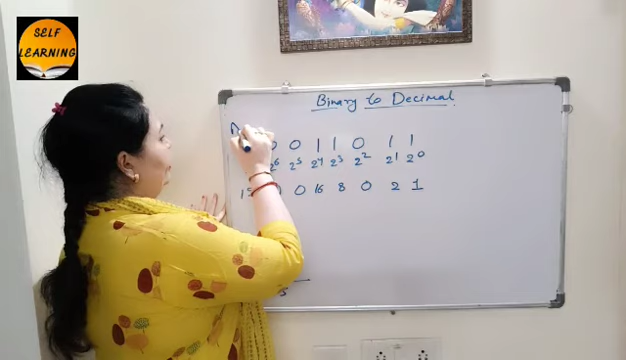 SELF
LEARNING
Binary to Decimal
0 0 1 1 0 1 1
2⁶ 2⁵ 2⁴ 2³ 2² 2¹ 2⁰
0 16 8 0 2 1